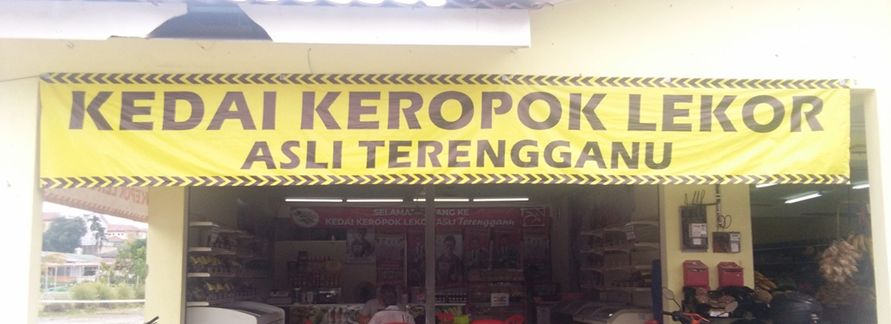 KEDAI KEROPOK LEKOR
ASLI TERENGGANU
KEDAI KEROPOK LEKOR ASLI Terengganu